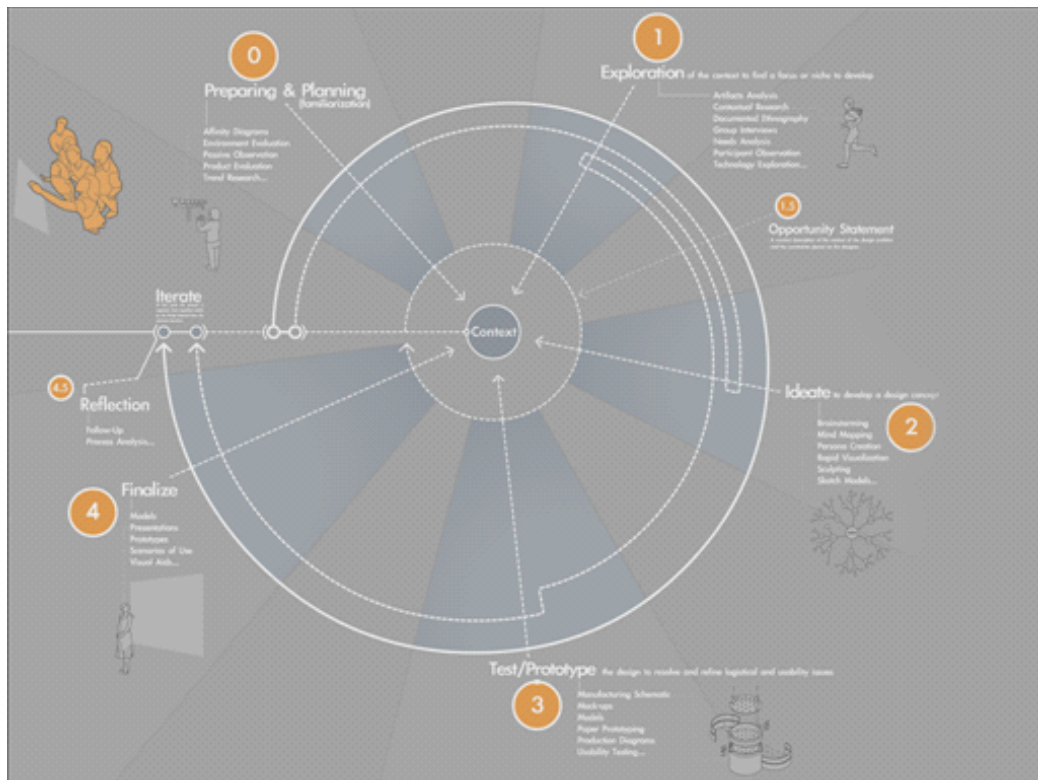 0
Preparing & Planning
(familiarization)
Affinity Diagrams
Environment Evaluation
Passive Observation
Product Evaluation
Trend Research...
1
Exploration of the context to find a focus or niche to develop
Artifacts Analysis
Contextual Research
Documented Ethnography
Group Interviews
Needs Analysis
Participant Observation
Technology Exploration...
1.5
Opportunity Statement
Iterate
Context
4.5
Reflection
Follow-Up
Process Analysis...
Ideate to develop a design concept
2
Brainstorming
Mind Mapping
Persona Creation
Rapid Visualization
Sculpting
Sketch Models...
4
Finalize
Models
Presentations
Prototypes
Scenarios of Use
Visual Aids...
Test/Prototype the design to resolve and refine logistical and usability issues
3
Manufacturing Schematic
Mock-ups
Models
Paper Prototyping
Production Diagrams
Usability Testing...